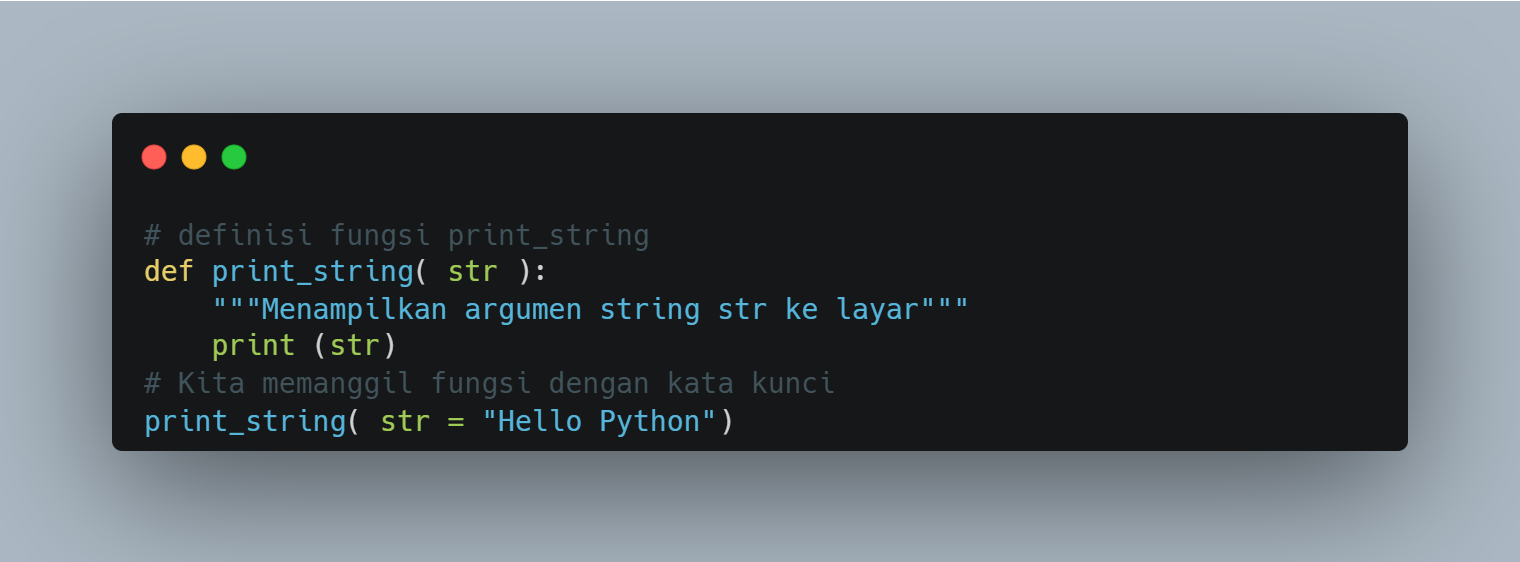 # definisi fungsi print_string
def print_string( str ):
    """Menampilkan argumen string str ke layar"""
    print (str)
# Kita memanggil fungsi dengan kata kunci
print_string( str = "Hello Python")